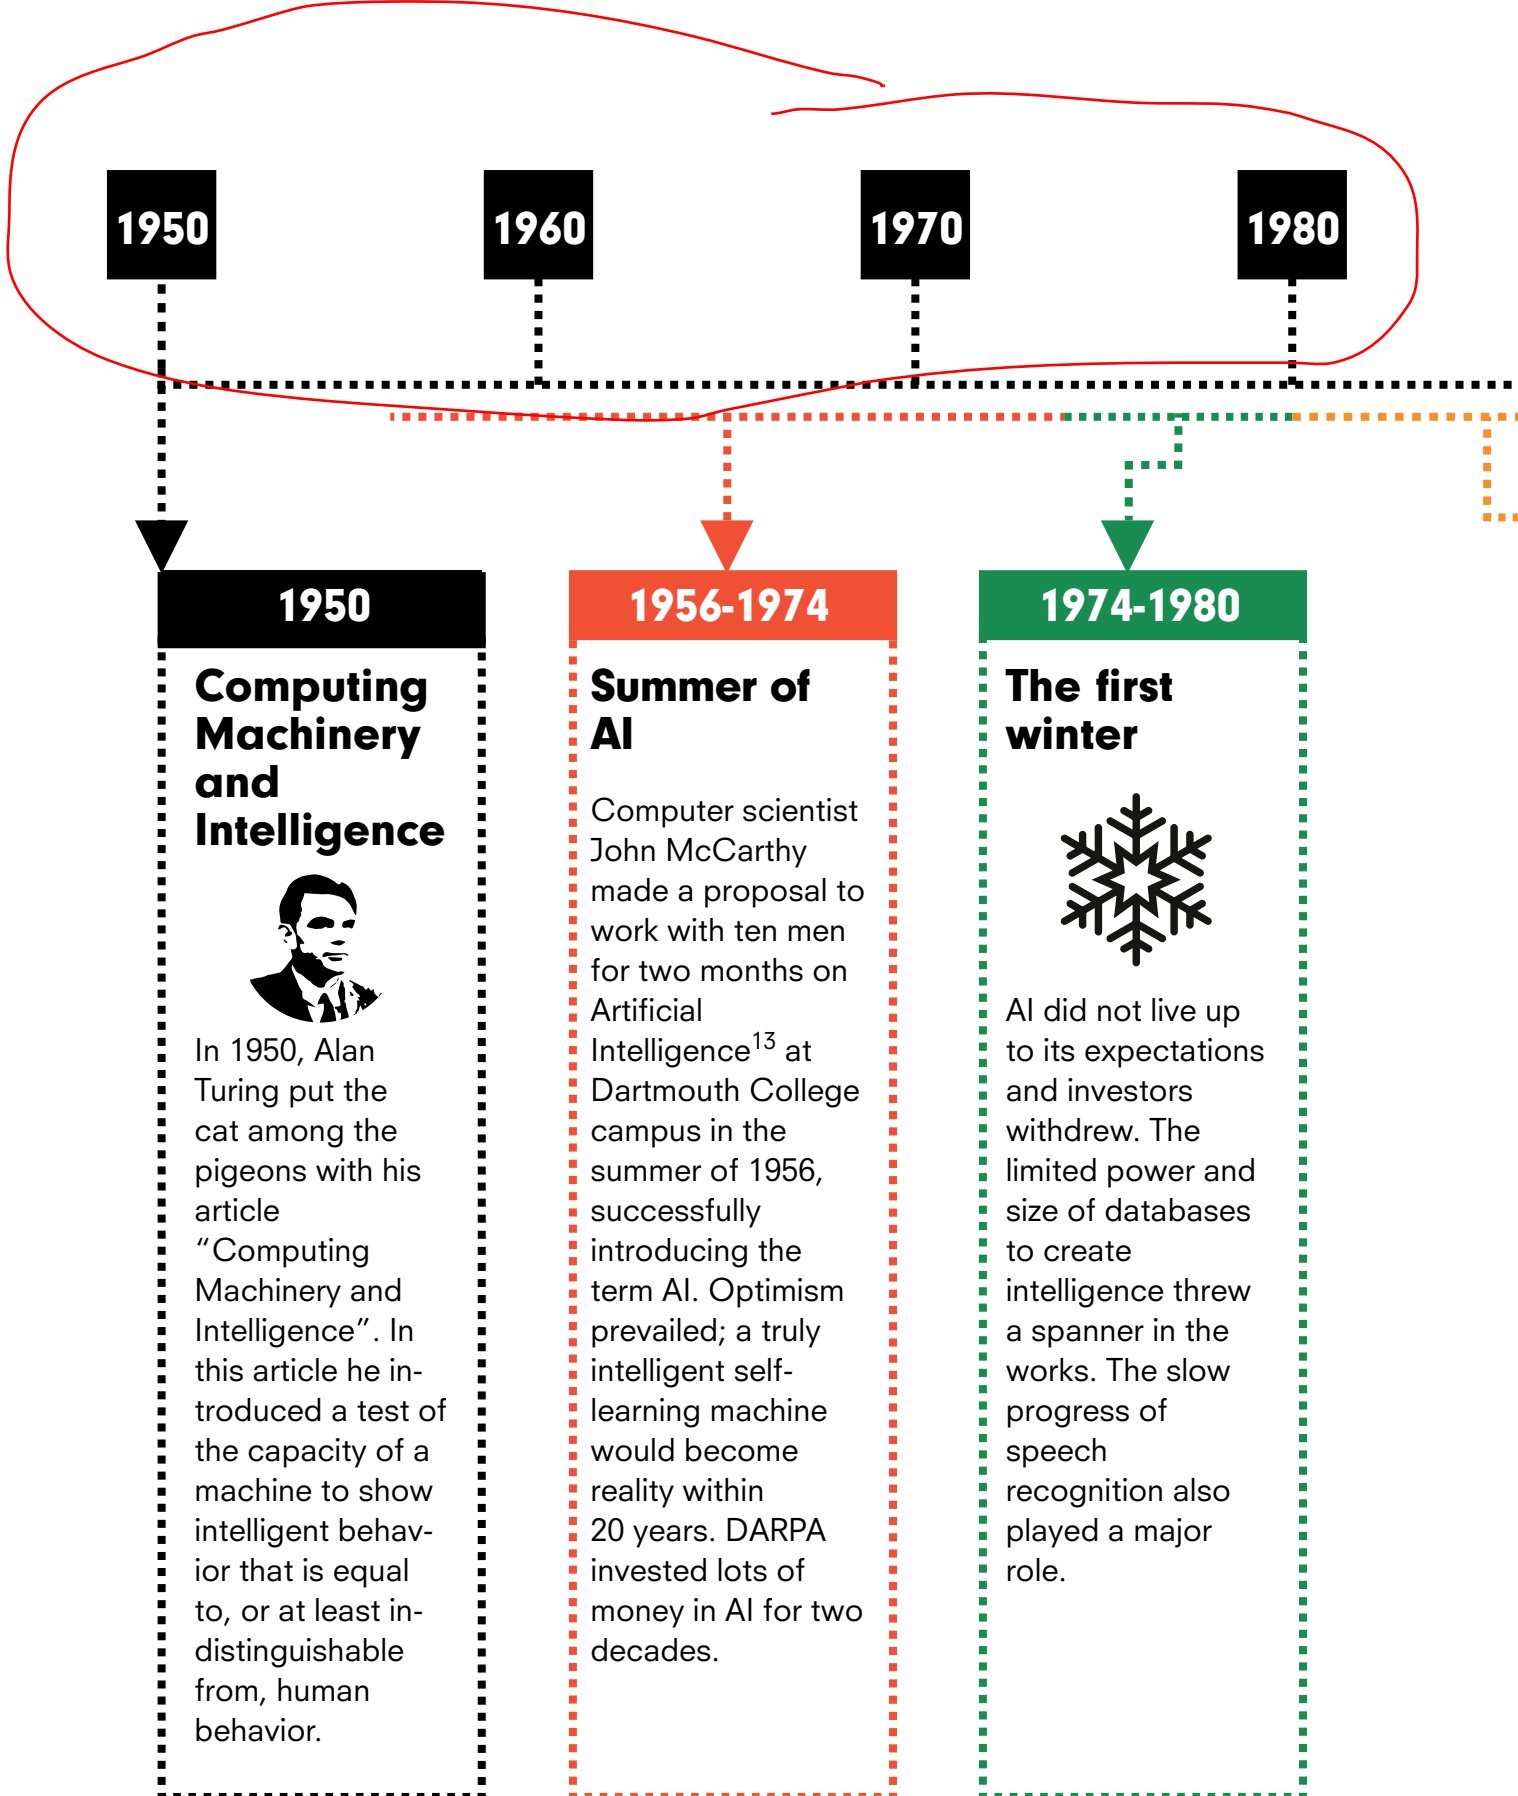 1950
1960
1970
1980
1950
Computing
Machinery
and
Intelligence
In 1950, Alan
Turing put the
cat among the
pigeons with his
article
“Computing
Machinery and
Intelligence”. In
this article he in-
troduced a test of
the capacity of a
machine to show
intelligent behav-
ior that is equal
to, or at least in-
distinguishable
from, human
behavior.
1956-1974
Summer of
AI
Computer scientist
John McCarthy
made a proposal to
work with ten men
for two months on
Artificial
Intelligence13 at
Dartmouth College
campus in the
summer of 1956,
successfully
introducing the
term AI. Optimism
prevailed; a truly
intelligent self-
learning machine
would become
reality within
20 years. DARPA
invested lots of
money in AI for two
decades.
1974-1980
The first
winter
AI did not live up
to its expectations
and investors
withdrew. The
limited power and
size of databases
to create
intelligence threw
a spanner in the
works. The slow
progress of
speech
recognition also
played a major
role.